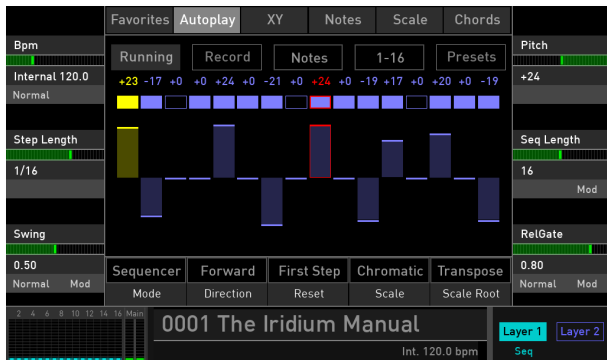 Favorites Autoplay XY Notes Scale Chords
Bpm
Internal 120.0
Normal
Step Length
1/16
Swing
0.50
Normal Mod
Running Record Notes 1-16 Presets
+23 -17 +0 +0 +24 +0 -21 +0 +24 +0 -19 +17 +0 +20 +0 -19
Sequencer Forward First Step Chromatic Transpose
Mode Direction Reset Scale Scale Root
Pitch
+24
Seq Length
16
Mod
RelGate
0.80
Normal Mod
2 4 6 8 10 12 14 16 Main
0001 The Iridium Manual
Int. 120.0 bpm
Layer 1 Layer 2
Seq